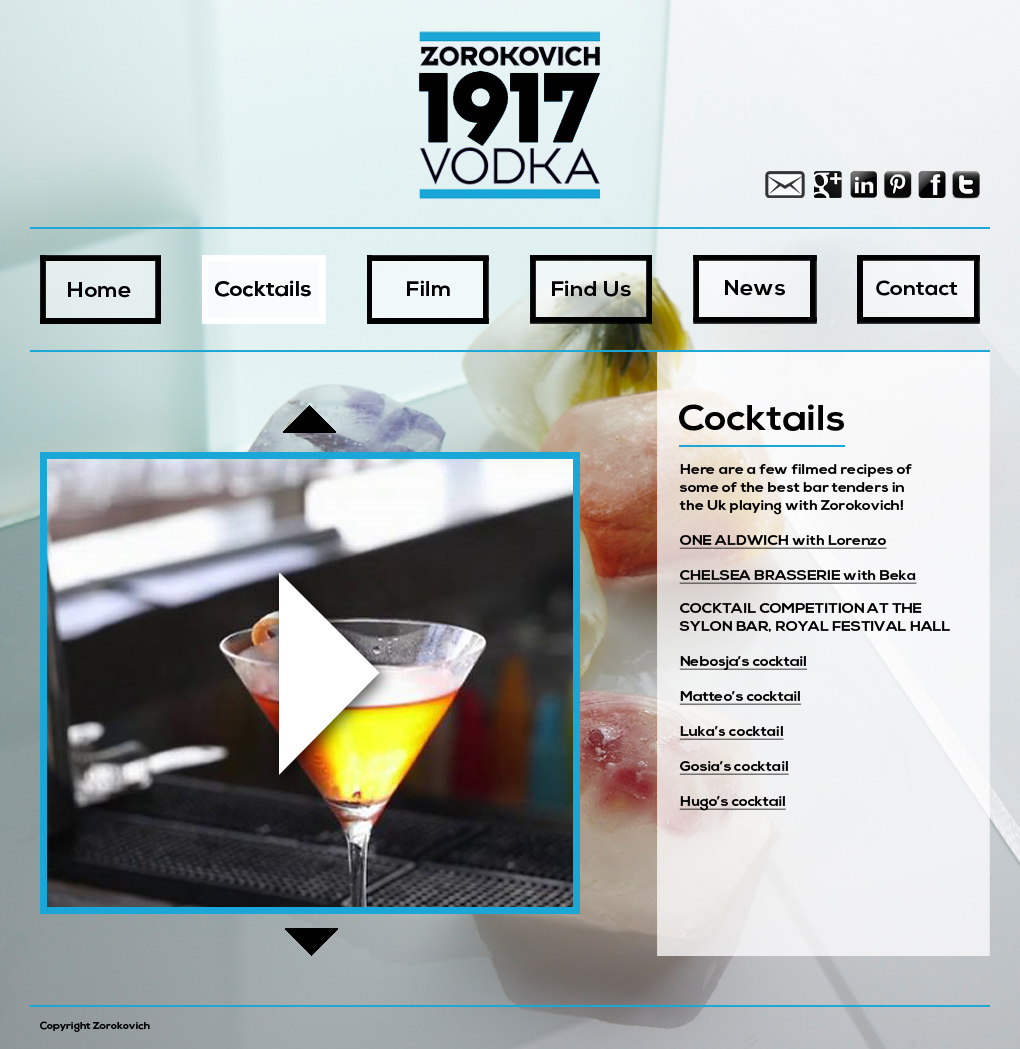 ZOROKOVICH
1917
VODKA
g+ in p f t
Home Cocktails Film Find Us News Contact
Cocktails
Here are a few filmed recipes of
some of the best bar tenders in
the Uk playing with Zorokovich!
ONE ALDWICH with Lorenzo
CHELSEA BRASSERIE with Beka
COCKTAIL COMPETITION AT THE
SYLON BAR, ROYAL FESTIVAL HALL
Nebosja's cocktail
Matteo's cocktail
Luka's cocktail
Gosia's cocktail
Hugo's cocktail
Copyright Zorokovich